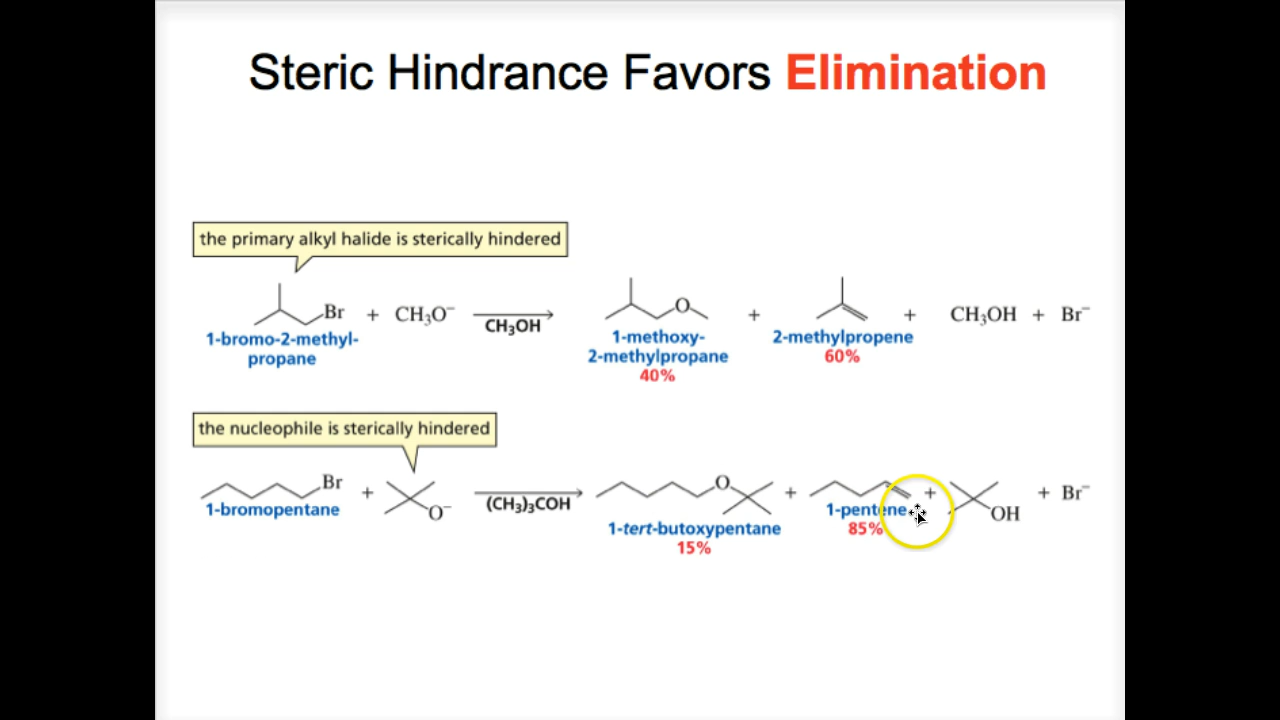 Steric Hindrance Favors Elimination
the primary alkyl halide is sterically hindered
Br + CH₃O⁻ CH₃OH O + + CH₃OH + Br⁻
1-bromo-2-methyl-
propane
1-methoxy-
2-methylpropane
40%
2-methylpropene
60%
the nucleophile is sterically hindered
Br + O⁻ (CH₃)₃COH O + + OH + Br⁻
1-bromopentane
1-tert-butoxypentane
15%
1-pentene
85%